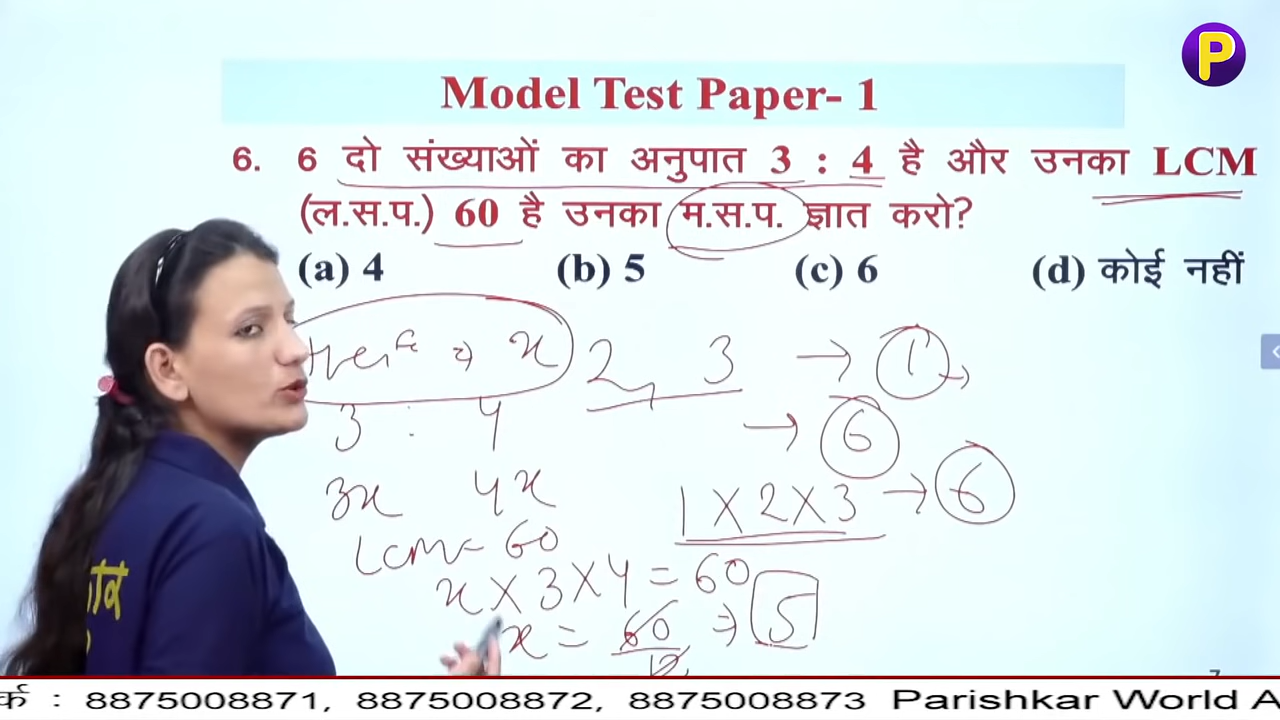 P
Model Test Paper- 1
6. 6 दो संख्याओं का अनुपात 3 : 4 है और उनका LCM
(ल.स.प.) 60 है उनका म.स.प. ज्ञात करो?
(a) 4 (b) 5 (c) 6 (d) कोई नहीं
x 2, 3 → 1
3 : 4 → 6
3x 4x 1×2×3 → 6
LCM = 60
x × 3 × 4 = 60
x = 60/12 ⇒ 5
र्क : 8875008871, 8875008872, 8875008873 Parishkar World A